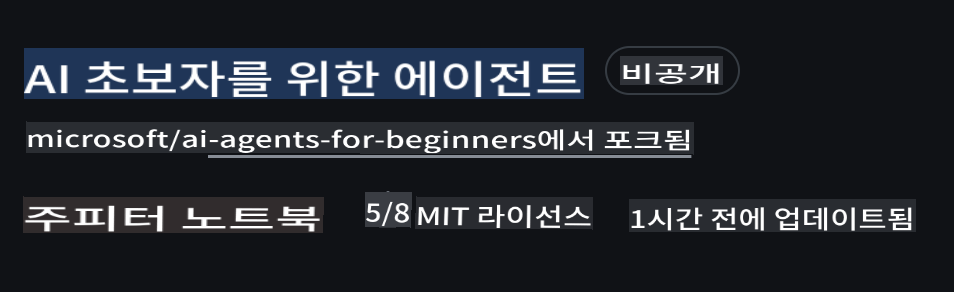 AI 초보자를 위한 에이전트 비공개
microsoft/ai-agents-for-beginners에서 포크됨
주피터 노트북 5/8 MIT 라이선스 1시간 전에 업데이트됨